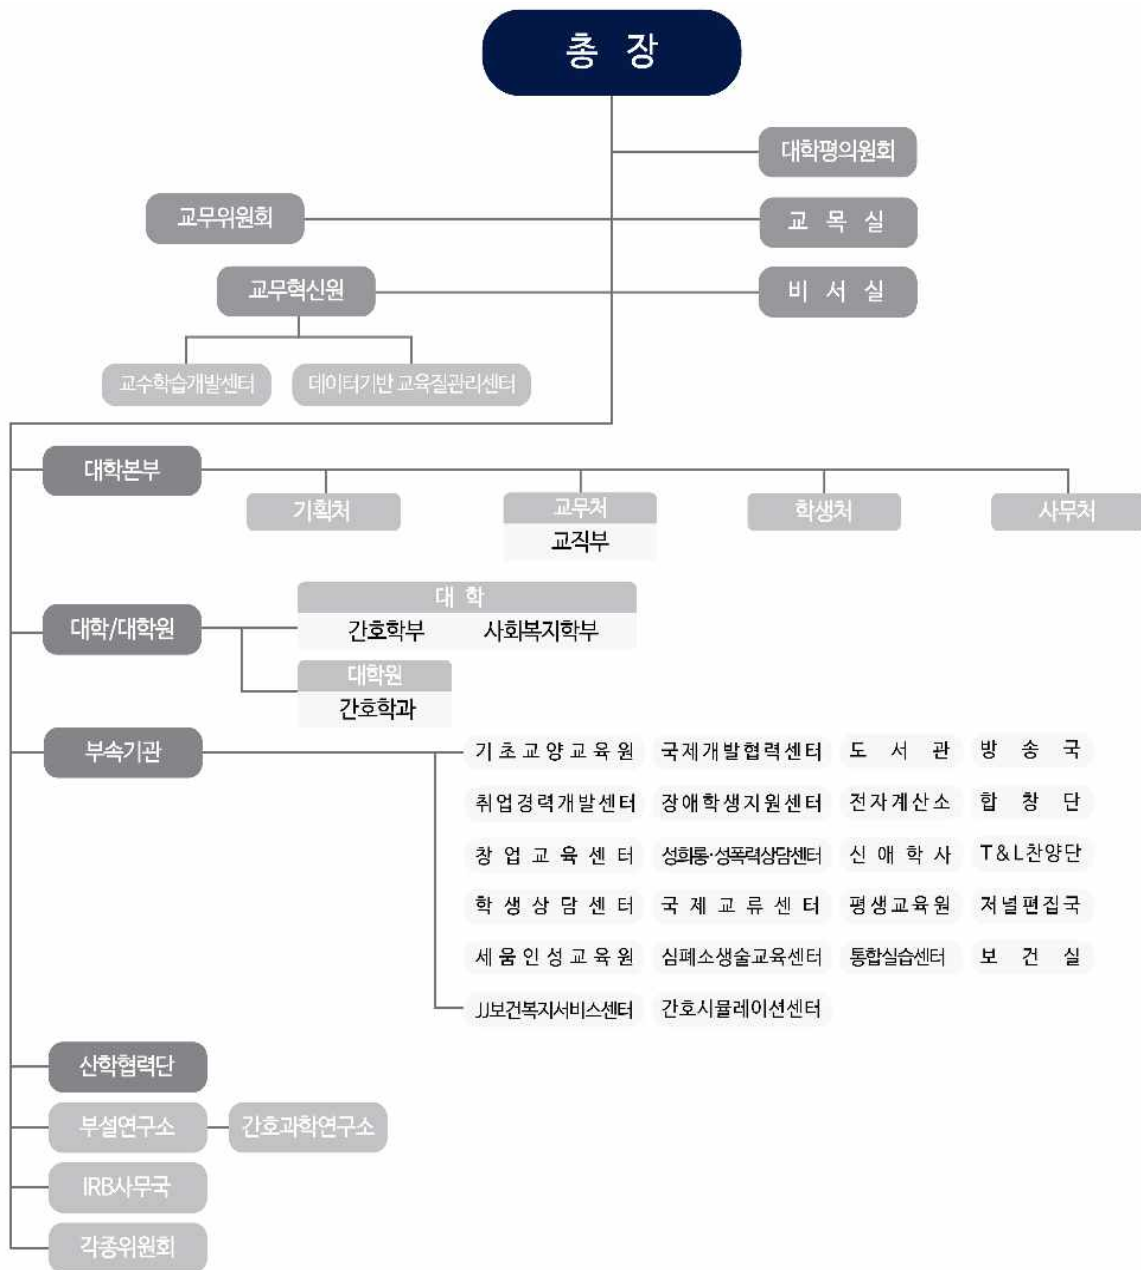 총 장
대학평의원회
교무위원회
교 목 실
교무혁신원
비 서 실
교수학습개발센터
데이터기반 교육질관리센터
대학본부
기획처
교무처
학생처
사무처
교직부
대학/대학원
대 학
간호학부 사회복지학부
대학원
간호학과
부속기관
기초교양교육원 국제개발협력센터 도 서 관 방 송 국
취업경력개발센터 장애학생지원센터 전자계산소 합 창 단
창 업 교 육 센 터 성희롱·성폭력상담센터 신 애 학 사 T&L찬양단
학 생 상 담 센 터 국 제 교 류 센 터 평생교육원 저널편집국
세움인성교육원 심폐소생술교육센터 통합실습센터 보 건 실
JJ보건복지서비스센터 간호시뮬레이션센터
산학협력단
부설연구소
간호과학연구소
IRB사무국
각종위원회